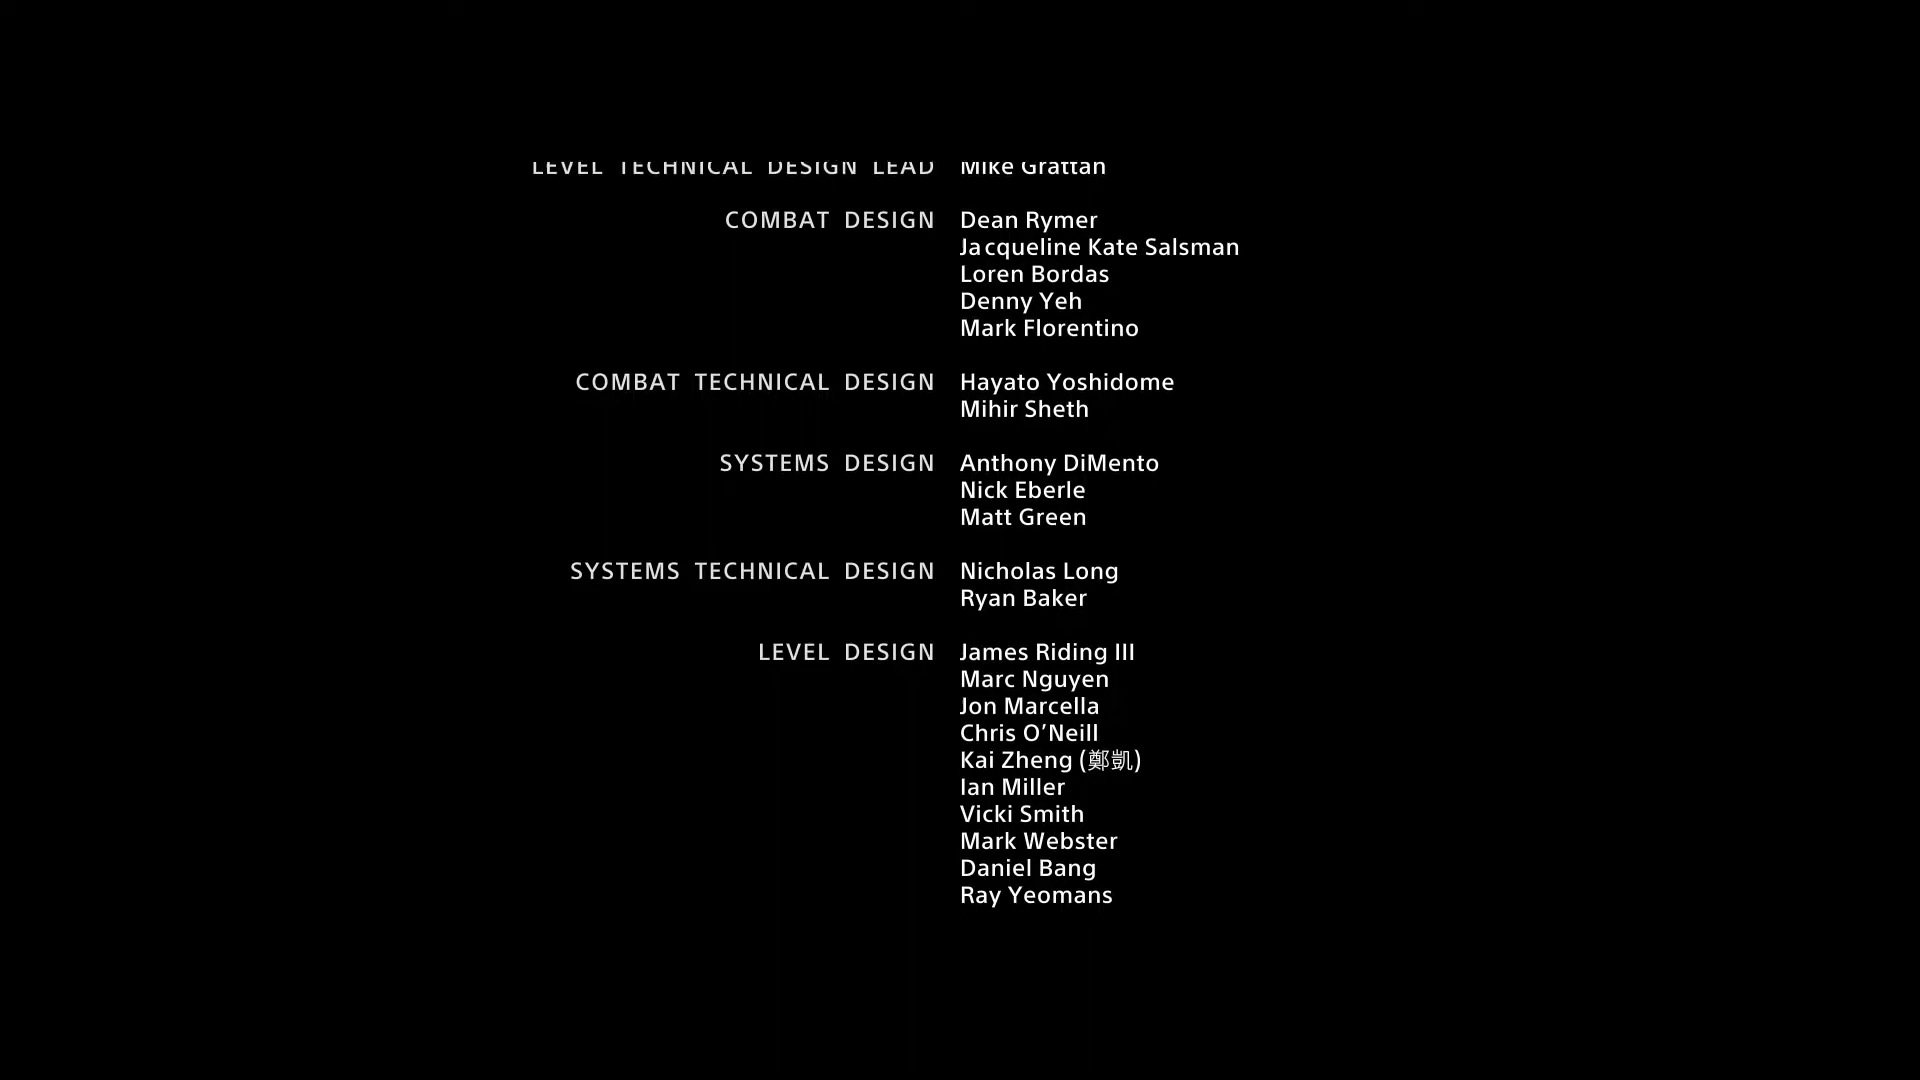 LEVEL TECHNICAL DESIGN LEAD Mike Grattan
COMBAT DESIGN Dean Rymer
Jacqueline Kate Salsman
Loren Bordas
Denny Yeh
Mark Florentino
COMBAT TECHNICAL DESIGN Hayato Yoshidome
Mihir Sheth
SYSTEMS DESIGN Anthony DiMento
Nick Eberle
Matt Green
SYSTEMS TECHNICAL DESIGN Nicholas Long
Ryan Baker
LEVEL DESIGN James Riding III
Marc Nguyen
Jon Marcella
Chris O’Neill
Kai Zheng (鄭凱)
Ian Miller
Vicki Smith
Mark Webster
Daniel Bang
Ray Yeomans